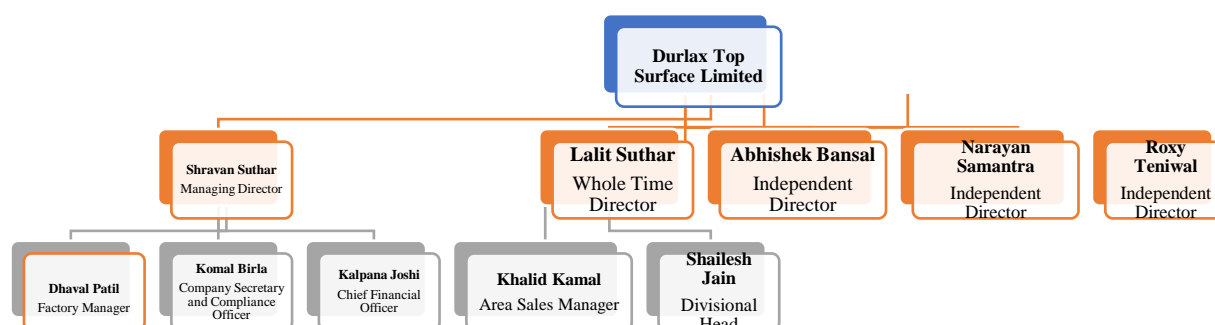 Durlax Top
Surface Limited
Shravan Suthar
Managing Director
Lalit Suthar
Whole Time
Director
Abhishek Bansal
Independent
Director
Narayan
Samantra
Independent
Director
Roxy
Teniwal
Independent
Director
Dhaval Patil
Factory Manager
Komal Birla
Company Secretary
and Compliance
Officer
Kalpana Joshi
Chief Financial
Officer
Khalid Kamal
Area Sales Manager
Shailesh
Jain
Divisional
Head